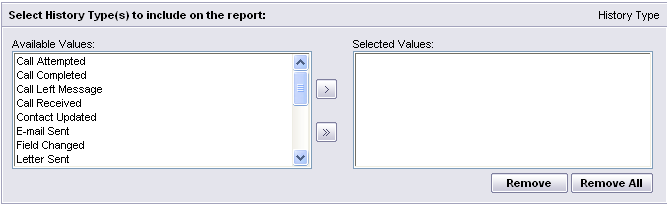 Select History Type(s) to include on the report: History Type
Available Values: Selected Values:
Call Attempted
Call Completed
Call Left Message
Call Received
Contact Updated
E-mail Sent
Field Changed
Letter Sent
>
»
Remove Remove All